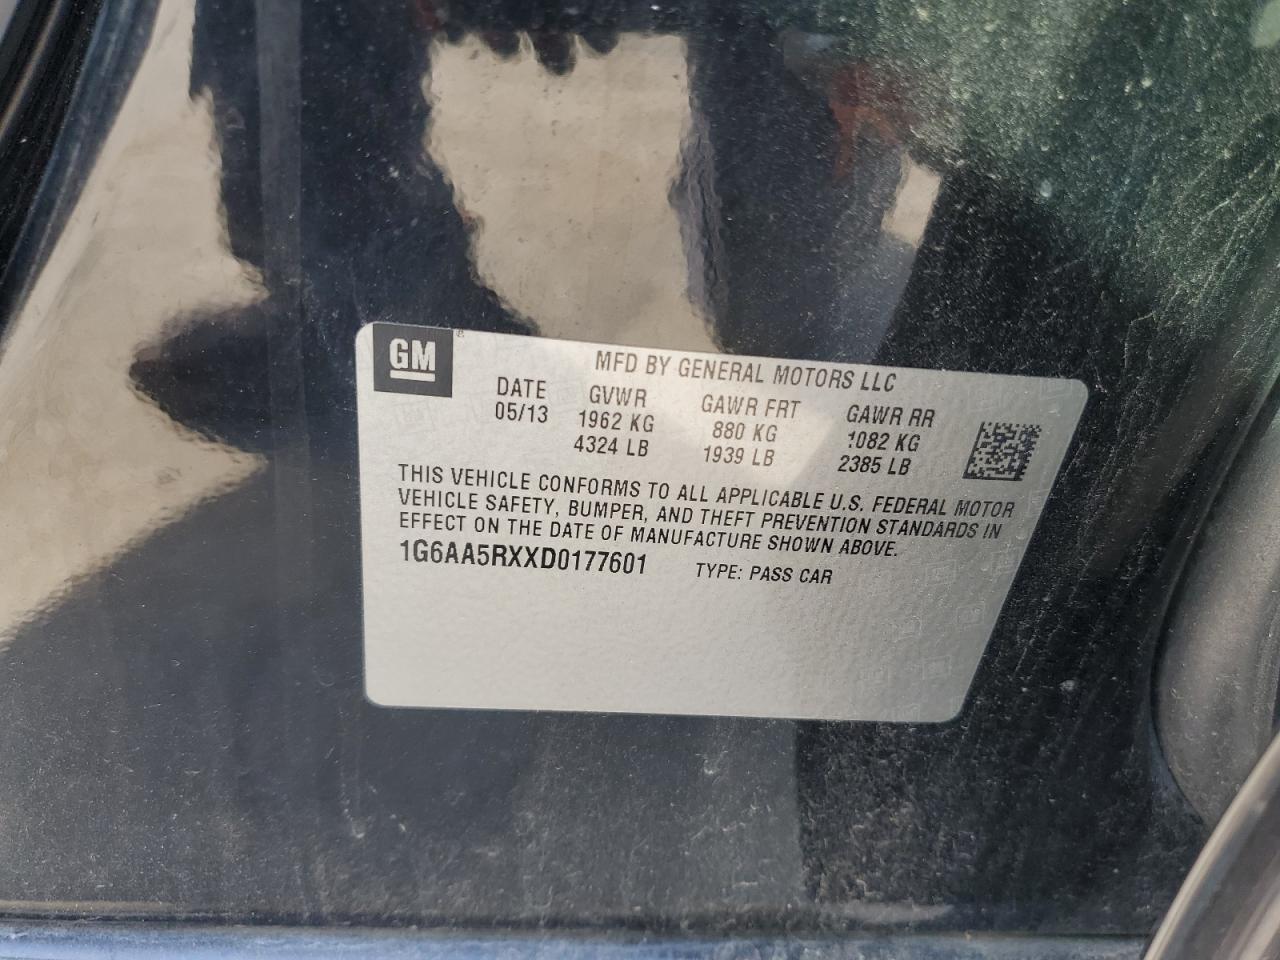 GM
MFD BY GENERAL MOTORS LLC
DATE GVWR GAWR FRT GAWR RR
05/13 1962 KG 880 KG 1082 KG
4324 LB 1939 LB 2385 LB
THIS VEHICLE CONFORMS TO ALL APPLICABLE U.S. FEDERAL MOTOR
VEHICLE SAFETY, BUMPER, AND THEFT PREVENTION STANDARDS IN
EFFECT ON THE DATE OF MANUFACTURE SHOWN ABOVE.
1G6AA5RXXD0177601 TYPE: PASS CAR